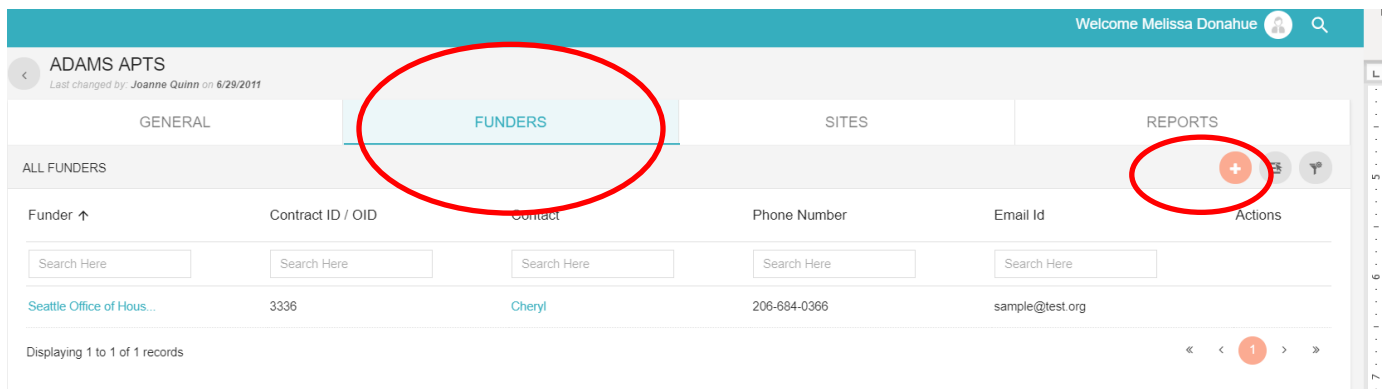 Welcome Melissa Donahue
ADAMS APTS
Last changed by: Joanne Quinn on 6/29/2011
GENERAL FUNDERS SITES REPORTS
ALL FUNDERS
Funder ↑ Contract ID / OID Contact Phone Number Email Id Actions
Search Here Search Here Search Here Search Here Search Here
Seattle Office of Hous... 3336 Cheryl 206-684-0366 sample@test.org
Displaying 1 to 1 of 1 records « ‹ 1 › »
5
6
7